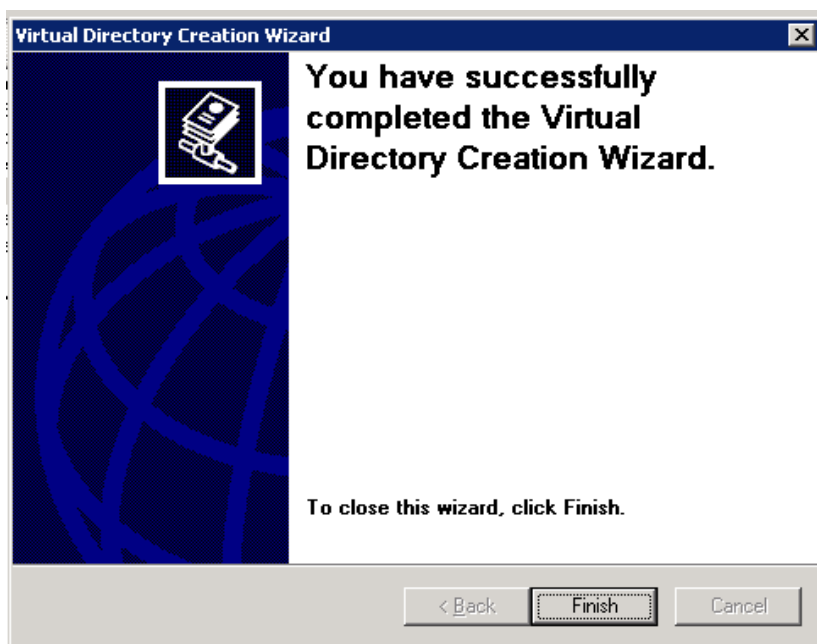 Virtual Directory Creation Wizard
You have successfully
completed the Virtual
Directory Creation Wizard.
To close this wizard, click Finish.
< Back
Finish
Cancel